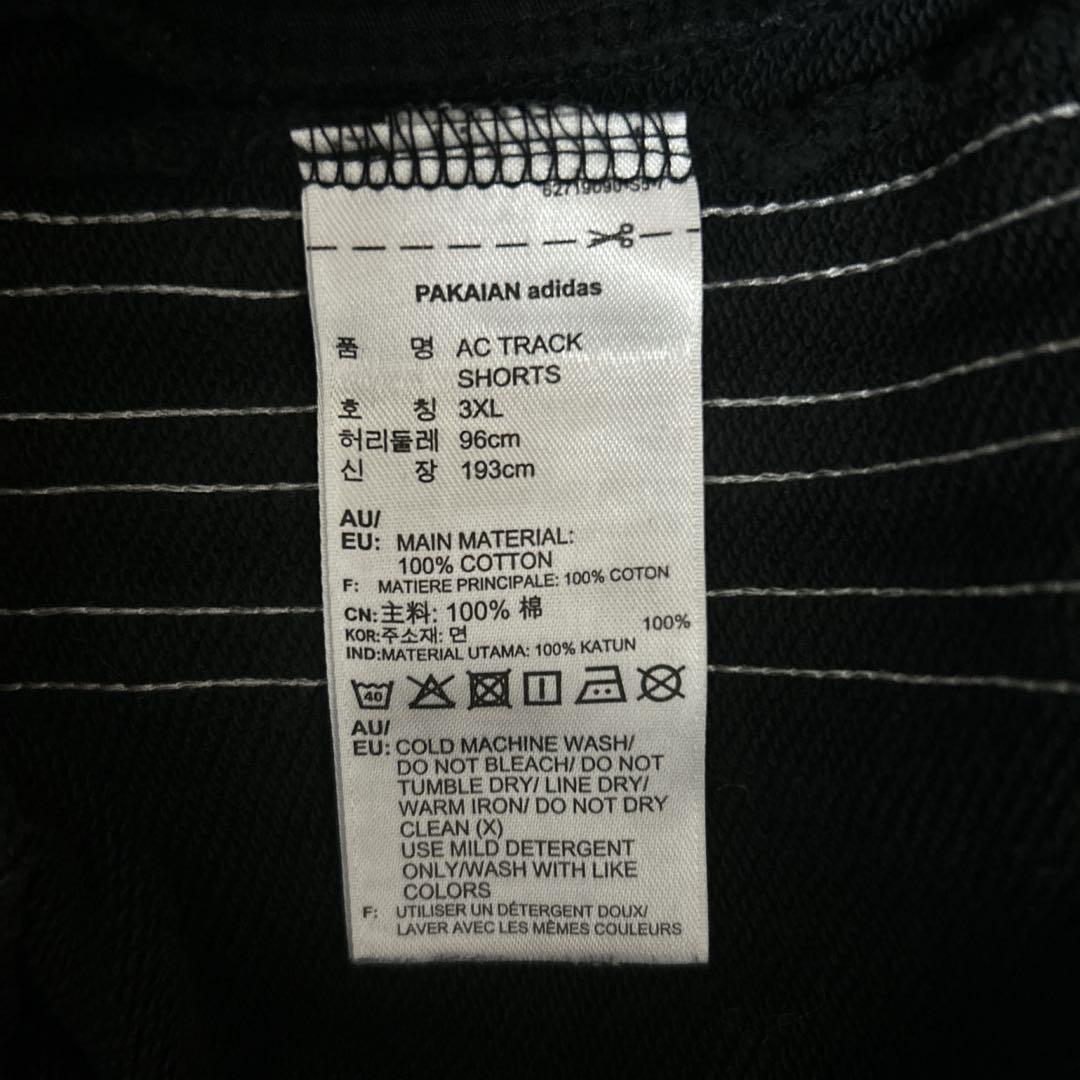 PAKAIAN adidas
품 명 AC TRACK
SHORTS
호 칭 3XL
허리둘레 96cm
신 장 193cm
AU/
EU: MAIN MATERIAL:
100% COTTON
F: MATIERE PRINCIPALE: 100% COTON
CN:主料: 100% 棉
KOR:주소재: 면 100%
IND:MATERIAL UTAMA: 100% KATUN
40
AU/
EU: COLD MACHINE WASH/
DO NOT BLEACH/ DO NOT
TUMBLE DRY/ LINE DRY/
WARM IRON/ DO NOT DRY
CLEAN (X)
USE MILD DETERGENT
ONLY/WASH WITH LIKE
COLORS
F: UTILISER UN DÉTERGENT DOUX/
LAVER AVEC LES MÊMES COULEURS